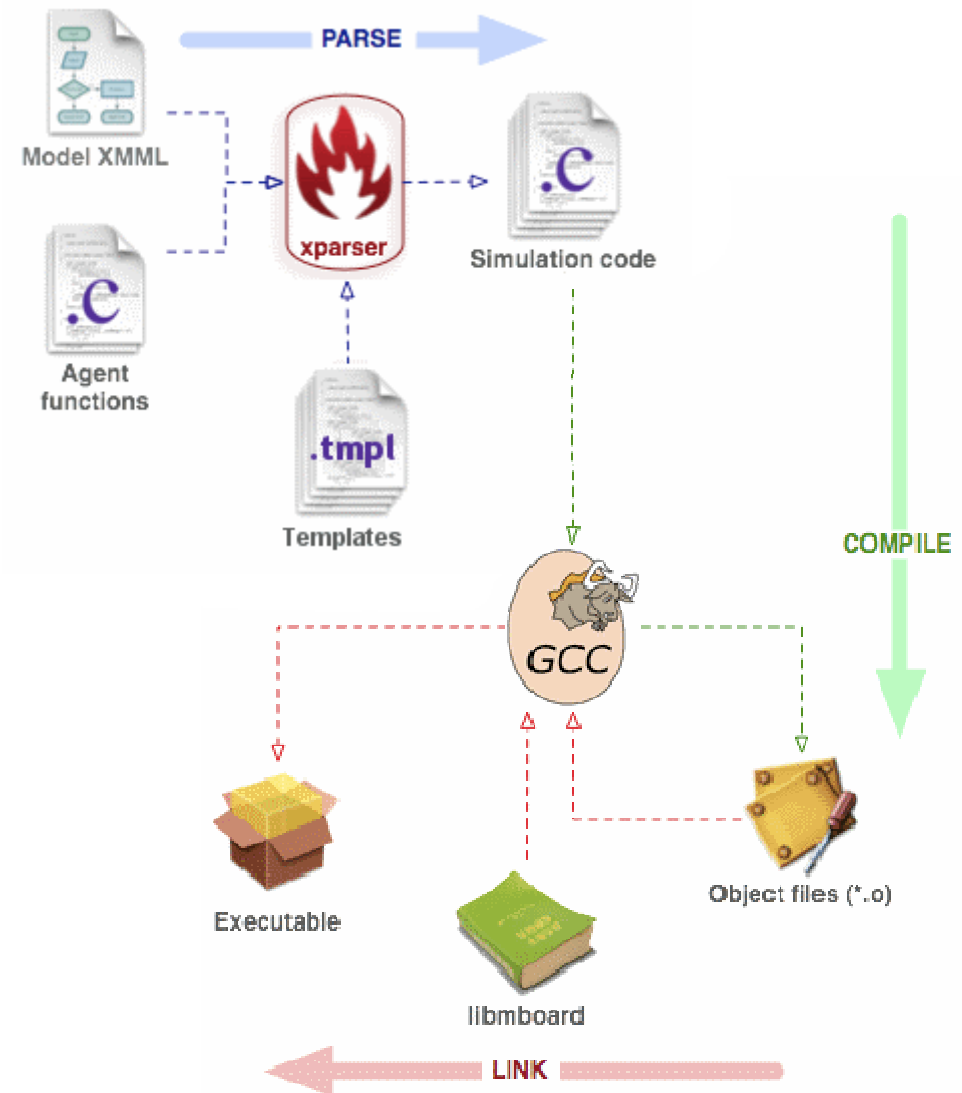 PARSE
Model XMML
xparser
.c
Simulation code
.c
Agent
functions
.tmpl
Templates
COMPILE
GCC
Executable
Object files (*.o)
libmboard
LINK